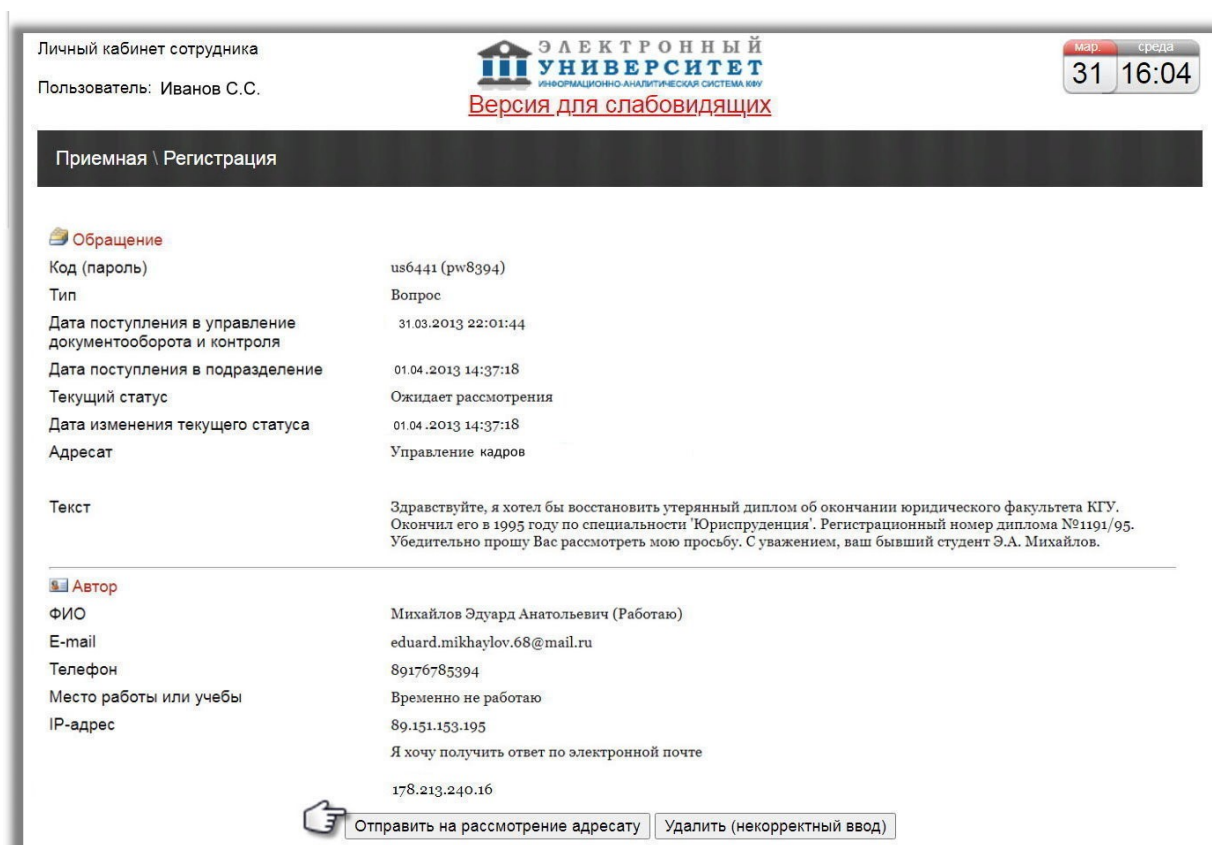 Личный кабинет сотрудника
Пользователь: Иванов С.С.
ЭЛЕКТРОННЫЙ
УНИВЕРСИТЕТ
ИНФОРМАЦИОННО-АНАЛИТИЧЕСКАЯ СИСТЕМА КФУ
Версия для слабовидящих
мар. среда
31 16:04
Приемная \ Регистрация
Обращение
Код (пароль) us6441 (pw8394)
Тип Вопрос
Дата поступления в управление
документооборота и контроля 31.03.2013 22:01:44
Дата поступления в подразделение 01.04.2013 14:37:18
Текущий статус Ожидает рассмотрения
Дата изменения текущего статуса 01.04.2013 14:37:18
Адресат Управление кадров
Текст Здравствуйте, я хотел бы восстановить утерянный диплом об окончании юридического факультета КГУ.
Окончил его в 1995 году по специальности 'Юриспруденция'. Регистрационный номер диплома №1191/95.
Убедительно прошу Вас рассмотреть мою просьбу. С уважением, ваш бывший студент Э.А. Михайлов.
Автор
ФИО Михайлов Эдуард Анатольевич (Работаю)
E-mail eduard.mikhaylov.68@mail.ru
Телефон 89176785394
Место работы или учебы Временно не работаю
IP-адрес 89.151.153.195
Я хочу получить ответ по электронной почте
178.213.240.16
Отправить на рассмотрение адресату Удалить (некорректный ввод)